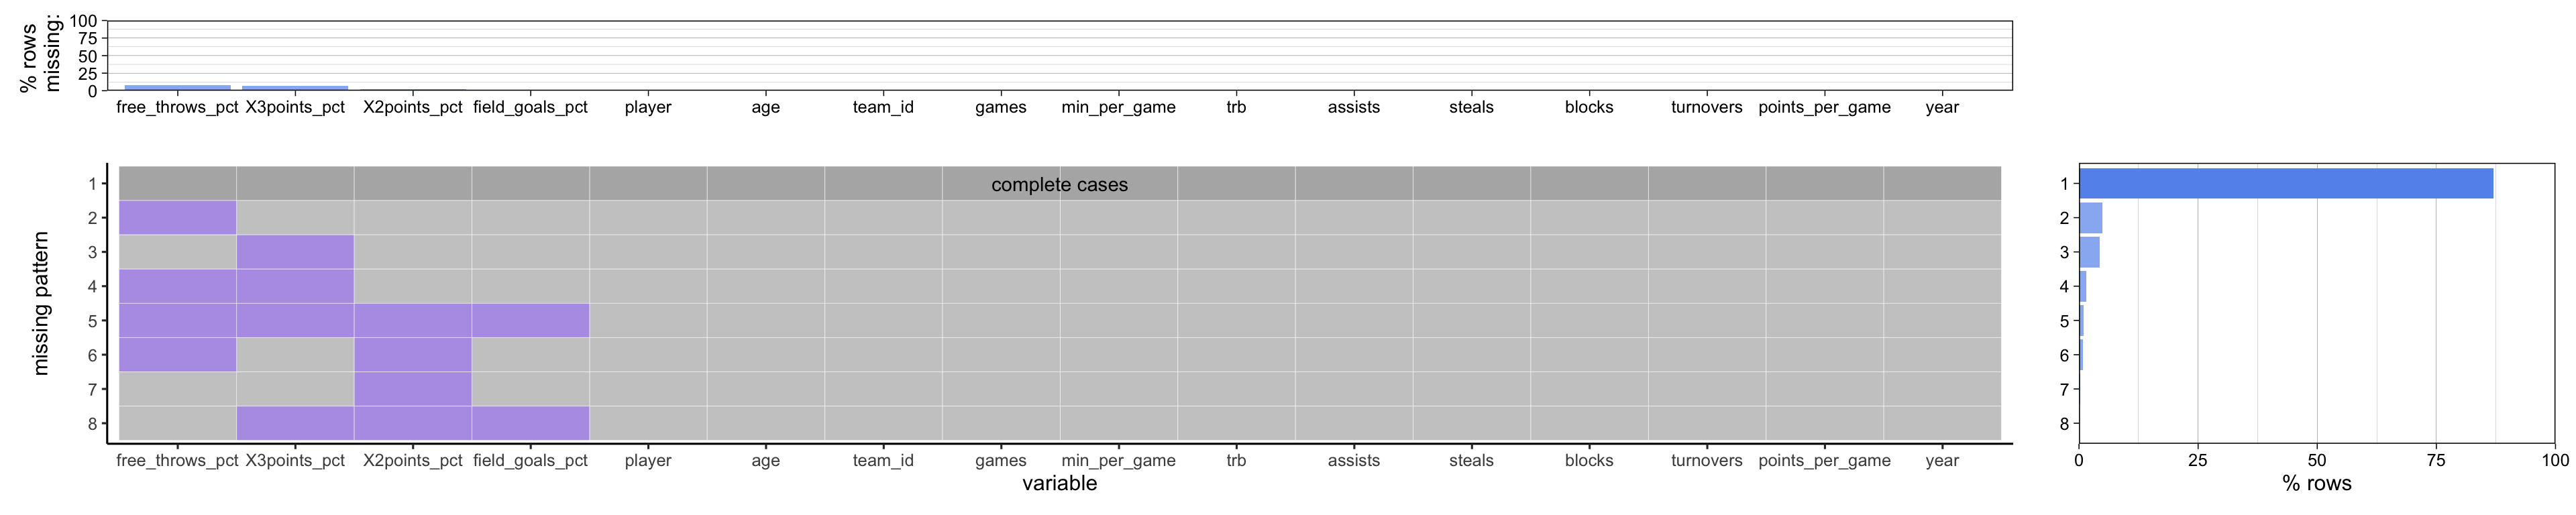 % rows
missing:
100
75
50
25
0
free_throws_pct X3points_pct X2points_pct field_goals_pct player age team_id games min_per_game trb assists steals blocks turnovers points_per_game year
missing pattern
1
2
3
4
5
6
7
8
complete cases
free_throws_pct X3points_pct X2points_pct field_goals_pct player age team_id games min_per_game trb assists steals blocks turnovers points_per_game year
variable
1
2
3
4
5
6
7
8
0 25 50 75 100
% rows